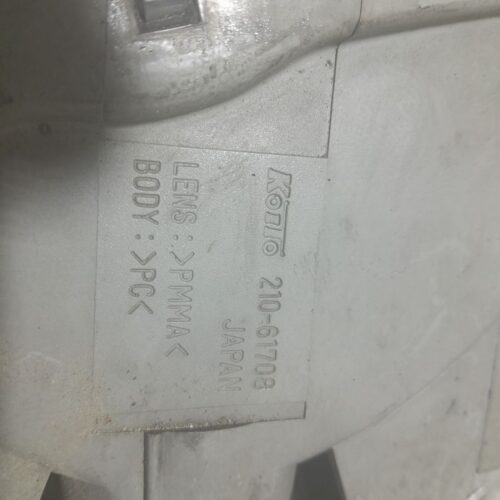 Koito 210-61708
JAPAN
LENS:>PMMA<
BODY:>PC<